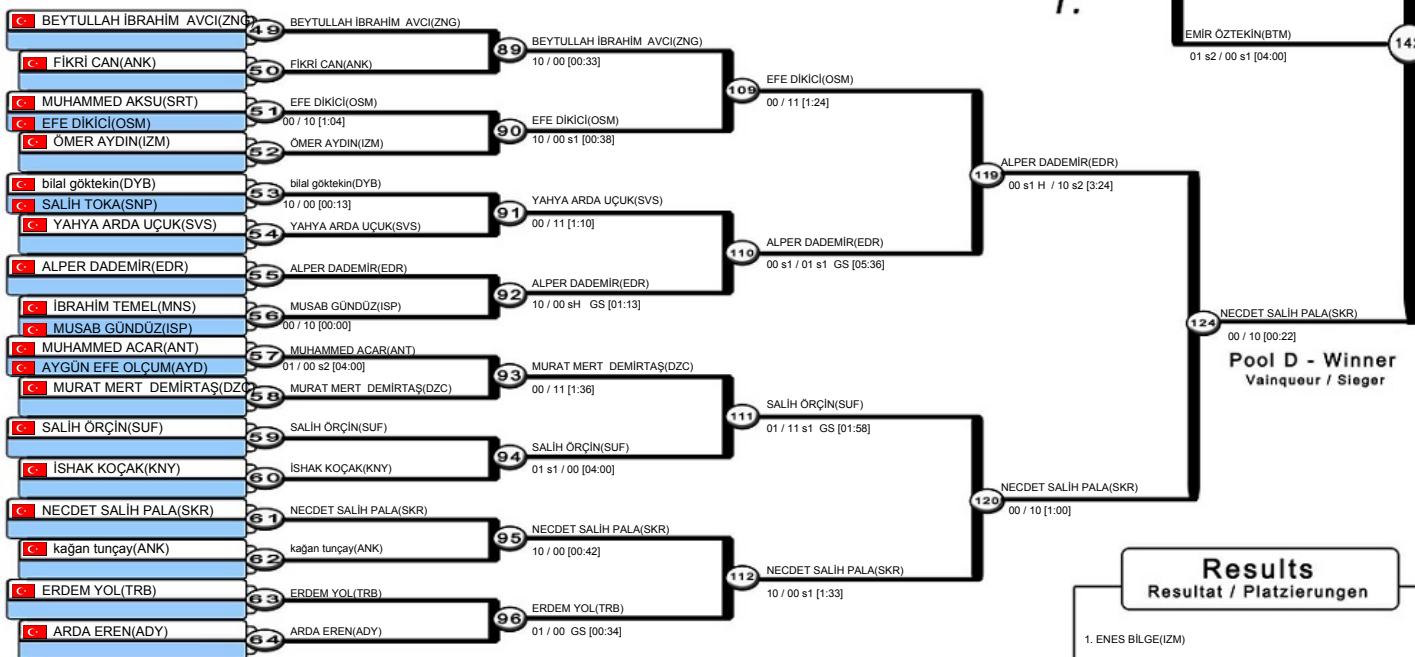 BEYTULLAH İBRAHİM AVCI(ZNG)
FİKRİ CAN(ANK)
MUHAMMED AKSU(SRT)
EFE DİKİCİ(OSM)
ÖMER AYDIN(IZM)
bilal göktekin(DYB)
SALİH TOKA(SNP)
YAHYA ARDA UÇUK(SVS)
ALPER DADEMİR(EDR)
İBRAHİM TEMEL(MNS)
MUSAB GÜNDÜZ(ISP)
MUHAMMED ACAR(ANT)
AYGÜN EFE OLÇUM(AYD)
MURAT MERT DEMİRTAŞ(DZC)
SALİH ÖRÇİN(SUF)
İSHAK KOÇAK(KNY)
NECDET SALİH PALA(SKR)
kağan tunçay(ANK)
ERDEM YOL(TRB)
ARDA EREN(ADY)
49
BEYTULLAH İBRAHİM AVCI(ZNG)
50
FİKRİ CAN(ANK)
51
EFE DİKİCİ(OSM)
00 / 10 [1:04]
52
ÖMER AYDIN(IZM)
53
bilal göktekin(DYB)
10 / 00 [00:13]
54
YAHYA ARDA UÇUK(SVS)
55
ALPER DADEMİR(EDR)
56
MUSAB GÜNDÜZ(ISP)
00 / 10 [00:00]
57
MUHAMMED ACAR(ANT)
01 / 00 s2 [04:00]
58
MURAT MERT DEMİRTAŞ(DZC)
59
SALİH ÖRÇİN(SUF)
60
İSHAK KOÇAK(KNY)
61
NECDET SALİH PALA(SKR)
62
kağan tunçay(ANK)
63
ERDEM YOL(TRB)
64
ARDA EREN(ADY)
89
BEYTULLAH İBRAHİM AVCI(ZNG)
10 / 00 [00:33]
90
EFE DİKİCİ(OSM)
10 / 00 s1 [00:38]
91
YAHYA ARDA UÇUK(SVS)
00 / 11 [1:10]
92
ALPER DADEMİR(EDR)
10 / 00 sH GS [01:13]
93
MURAT MERT DEMİRTAŞ(DZC)
00 / 11 [1:36]
94
SALİH ÖRÇİN(SUF)
01 s1 / 00 [04:00]
95
NECDET SALİH PALA(SKR)
10 / 00 [00:42]
96
ERDEM YOL(TRB)
01 / 00 GS [00:34]
109
EFE DİKİCİ(OSM)
00 / 11 [1:24]
110
ALPER DADEMİR(EDR)
00 s1 / 01 s1 GS [05:36]
111
SALİH ÖRÇİN(SUF)
01 / 11 s1 GS [01:58]
112
NECDET SALİH PALA(SKR)
10 / 00 s1 [1:33]
119
ALPER DADEMİR(EDR)
00 s1 H / 10 s2 [3:24]
120
NECDET SALİH PALA(SKR)
00 / 10 [1:00]
124
NECDET SALİH PALA(SKR)
00 / 10 [00:22]
Pool D - Winner
Vainqueur / Sieger
EMİR ÖZTEKİN(BTM)
01 s2 / 00 s1 [04:00]
142
Results
Resultat / Platzierungen
1. ENES BİLGE(IZM)